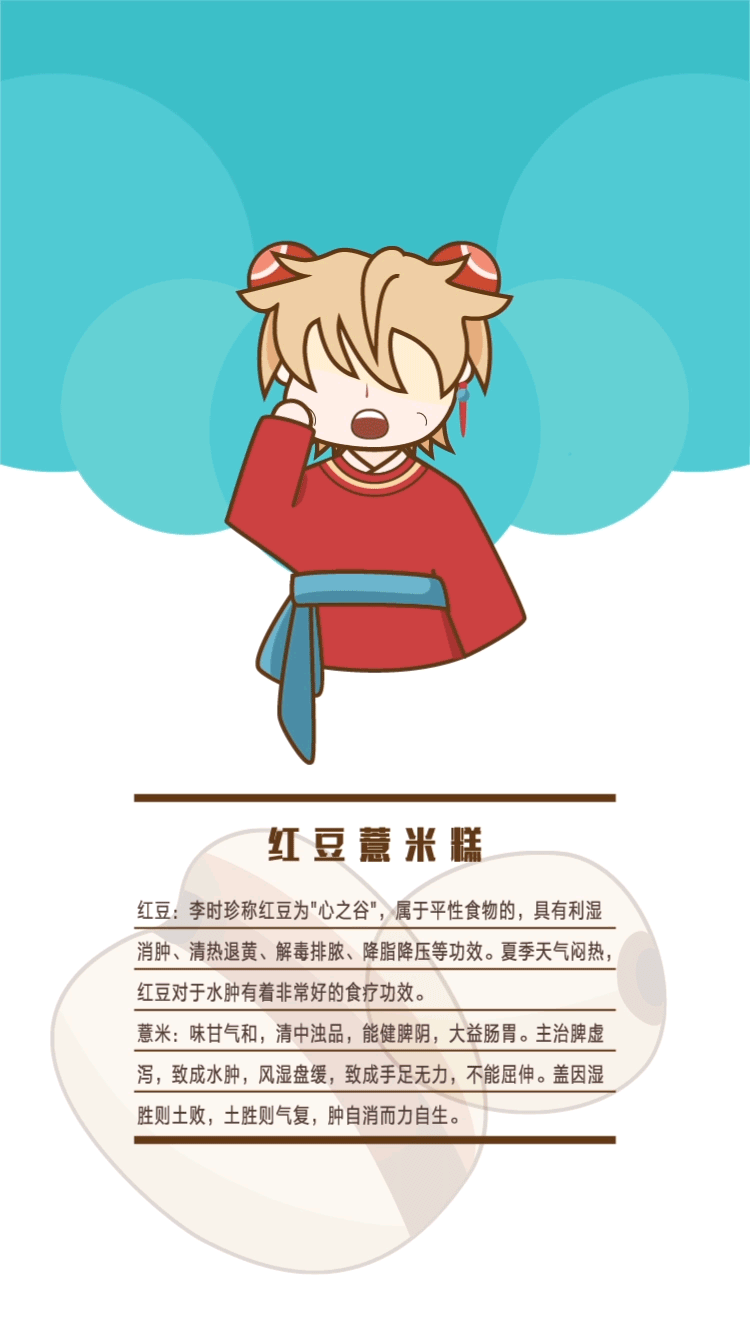 红豆薏米糕
红豆：李时珍称红豆为"心之谷"，属于平性食物的，具有利湿
消肿、清热退黄、解毒排脓、降脂降压等功效。夏季天气闷热，
红豆对于水肿有着非常好的食疗功效。
薏米：味甘气和，清中浊品，能健脾阴，大益肠胃。主治脾虚
泻，致成水肿，风湿盘缓，致成手足无力，不能屈伸。盖因湿
胜则土败，土胜则气复，肿自消而力自生。